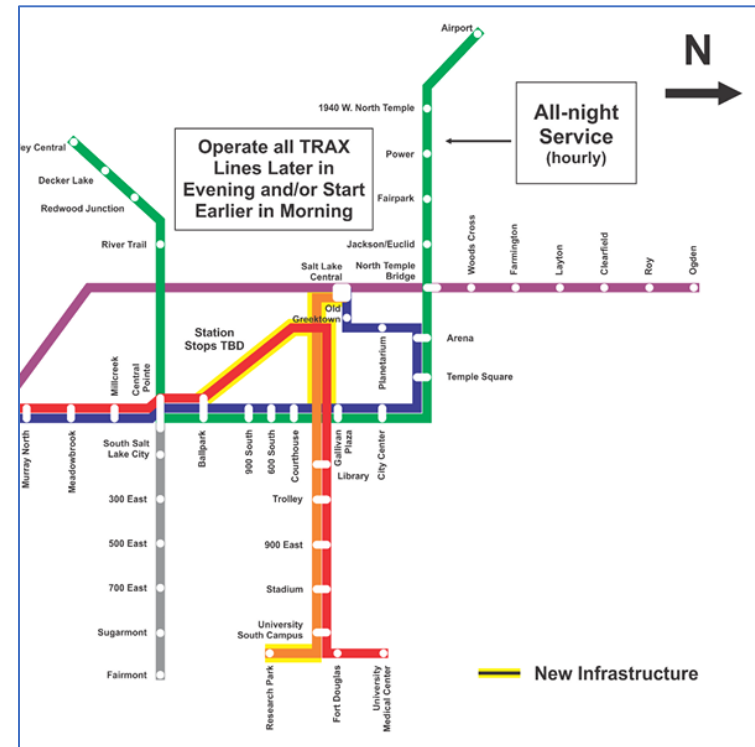 Airport
N
1940 W. North Temple
All-night
Service
(hourly)
Operate all TRAX
Lines Later in
Evening and/or Start
Earlier in Morning
ey Central
Decker Lake
Redwood Junction
River Trail
Power
Fairpark
Jackson/Euclid
North Temple
Bridge
Woods Cross
Farmington
Layton
Clearfield
Roy
Ogden
Salt Lake
Central
Old
Greektown
Planetarium
Arena
Temple Square
Station
Stops TBD
Murray North
Meadowbrook
Millcreek
Central
Pointe
Ballpark
900 South
600 South
Courthouse
Gallivan
Plaza
City Center
Library
South Salt
Lake City
300 East
500 East
700 East
Sugarmont
Fairmont
Trolley
900 East
Stadium
University
South Campus
Research Park
Fort Douglas
University
Medical Center
New Infrastructure